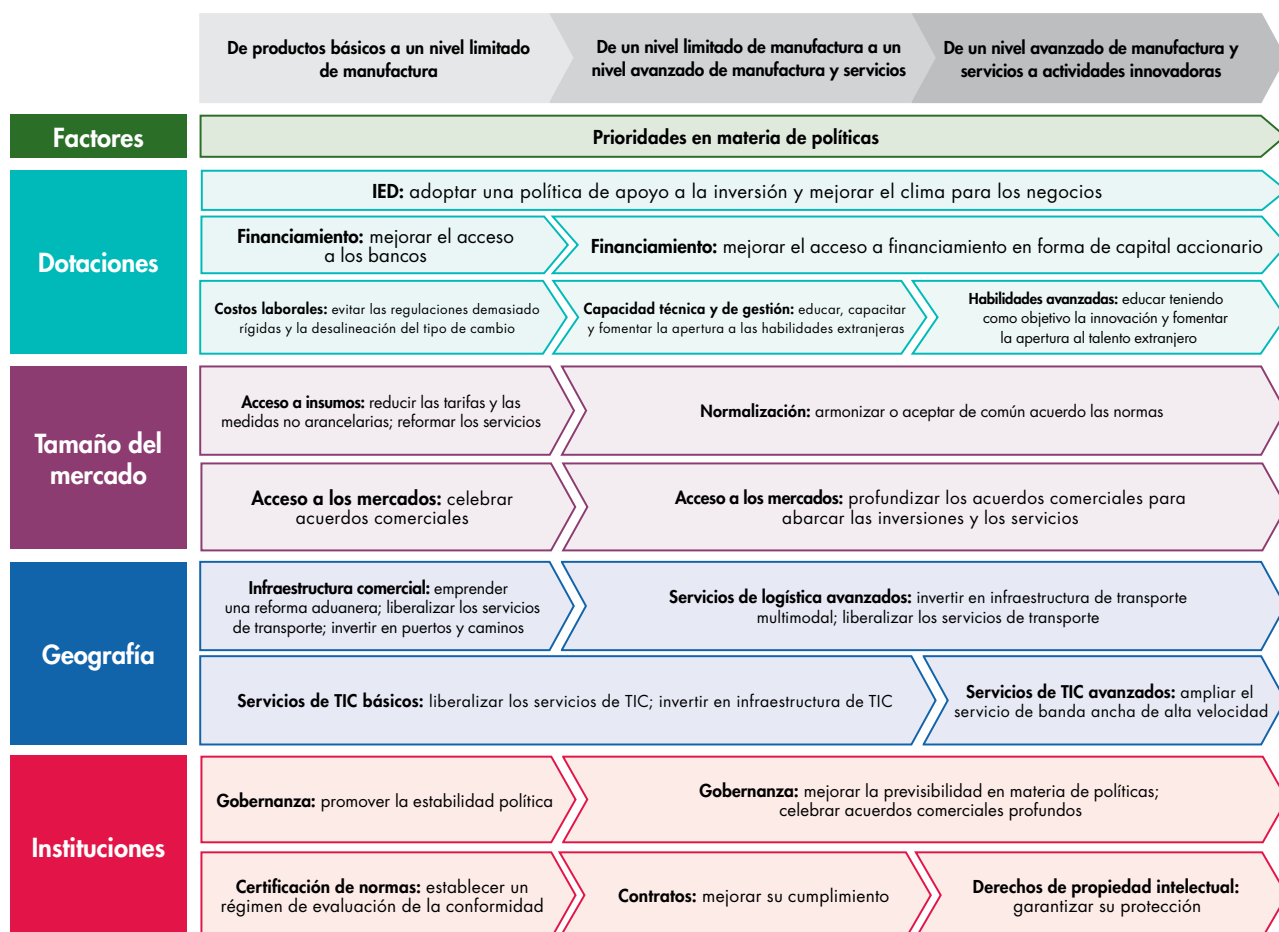 De productos básicos a un nivel limitado
de manufactura
De un nivel limitado de manufactura a un
nivel avanzado de manufactura y servicios
De un nivel avanzado de manufactura y
servicios a actividades innovadoras
Factores
Prioridades en materia de políticas
Dotaciones
IED: adoptar una política de apoyo a la inversión y mejorar el clima para los negocios
Financiamiento: mejorar el acceso
a los bancos
Financiamiento: mejorar el acceso a financiamiento en forma de capital accionario
Costos laborales: evitar las regulaciones demasiado
rígidas y la desalineación del tipo de cambio
Capacidad técnica y de gestión: educar, capacitar
y fomentar la apertura a las habilidades extranjeras
Habilidades avanzadas: educar teniendo
como objetivo la innovación y fomentar
la apertura al talento extranjero
Tamaño del
mercado
Acceso a insumos: reducir las tarifas y las
medidas no arancelarias; reformar los servicios
Normalización: armonizar o aceptar de común acuerdo las normas
Acceso a los mercados: celebrar
acuerdos comerciales
Acceso a los mercados: profundizar los acuerdos comerciales para
abarcar las inversiones y los servicios
Geografía
Infraestructura comercial: emprender
una reforma aduanera; liberalizar los servicios
de transporte; invertir en puertos y caminos
Servicios de logística avanzados: invertir en infraestructura de transporte
multimodal; liberalizar los servicios de transporte
Servicios de TIC básicos: liberalizar los servicios de TIC; invertir en infraestructura de TIC
Servicios de TIC avanzados: ampliar el
servicio de banda ancha de alta velocidad
Instituciones
Gobernanza: promover la estabilidad política
Gobernanza: mejorar la previsibilidad en materia de políticas;
celebrar acuerdos comerciales profundos
Certificación de normas: establecer un
régimen de evaluación de la conformidad
Contratos: mejorar su cumplimiento
Derechos de propiedad intelectual:
garantizar su protección